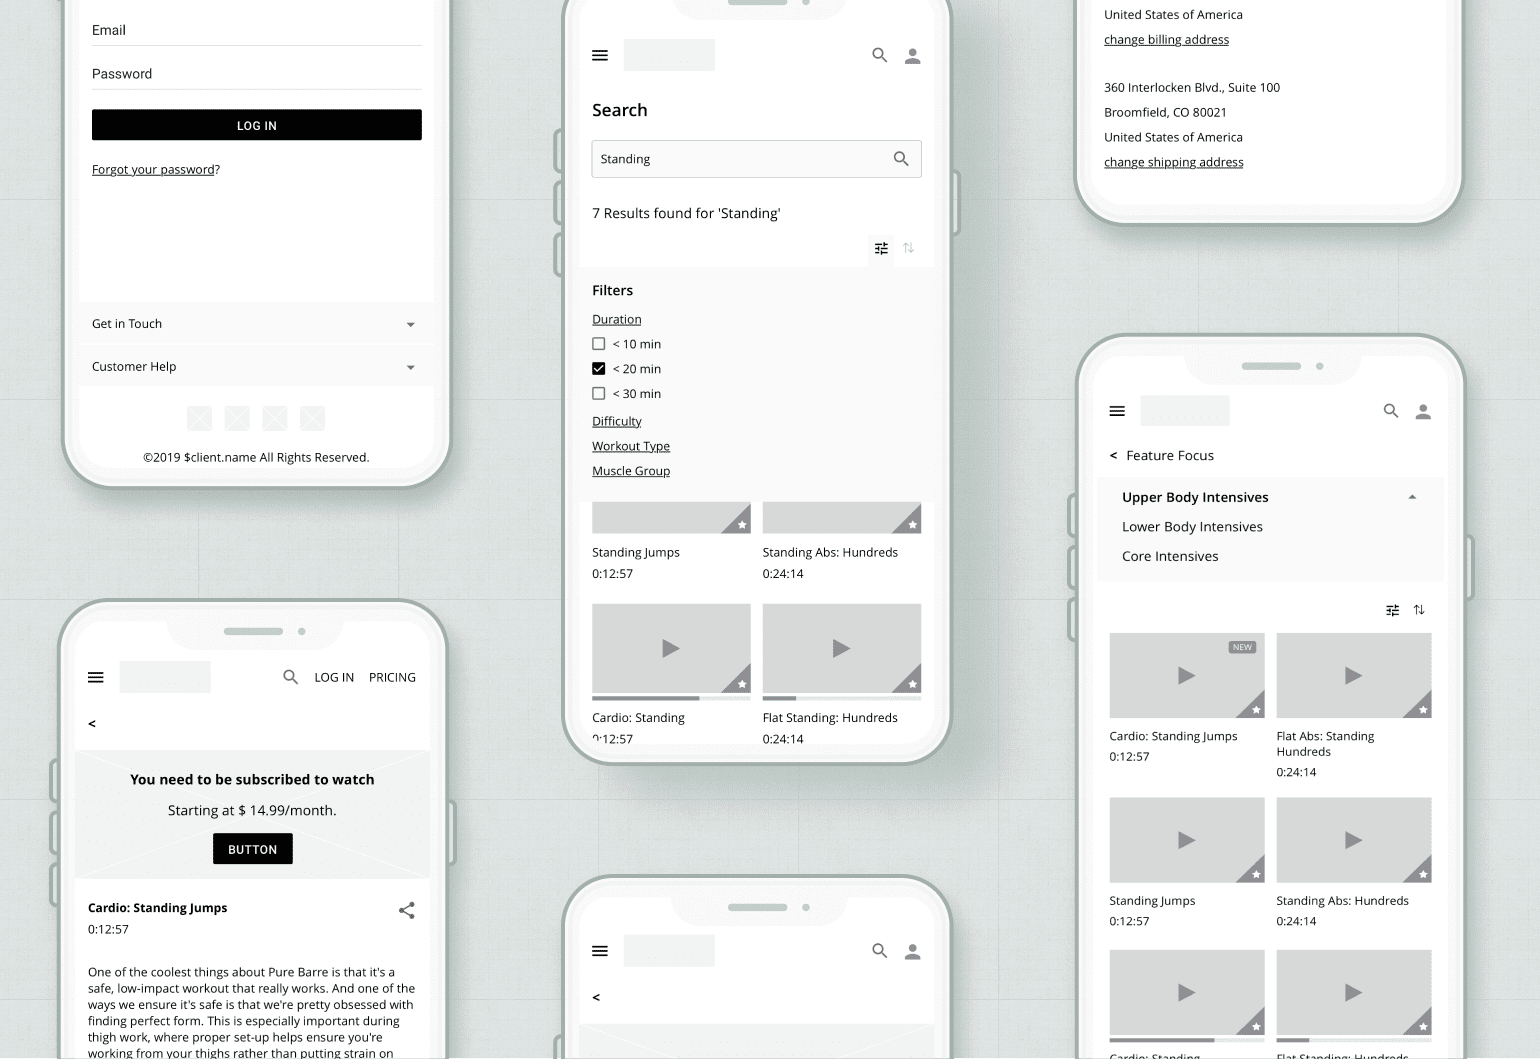 Email
Password
LOG IN
Forgot your password?
Get in Touch
Customer Help
©2019 $client.name All Rights Reserved.
LOG IN PRICING
<
You need to be subscribed to watch
Starting at $ 14.99/month.
BUTTON
Cardio: Standing Jumps
0:12:57
One of the coolest things about Pure Barre is that it's a
safe, low-impact workout that really works. And one of the
ways we ensure it's safe is that we're pretty obsessed with
finding perfect form. This is especially important during
thigh work, where proper set-up helps ensure you're
working from your thighs rather than putting strain on
Search
Standing
7 Results found for 'Standing'
Filters
Duration
< 10 min
< 20 min
< 30 min
Difficulty
Workout Type
Muscle Group
Standing Jumps
0:12:57
Standing Abs: Hundreds
0:24:14
Cardio: Standing
0:12:57
Flat Standing: Hundreds
0:24:14
<
United States of America
change billing address
360 Interlocken Blvd., Suite 100
Broomfield, CO 80021
United States of America
change shipping address
< Feature Focus
Upper Body Intensives
Lower Body Intensives
Core Intensives
NEW
Cardio: Standing Jumps
0:12:57
Flat Abs: Standing
Hundreds
0:24:14
Standing Jumps
0:12:57
Standing Abs: Hundreds
0:24:14
Cardio: Standing
Flat Standing: Hundreds